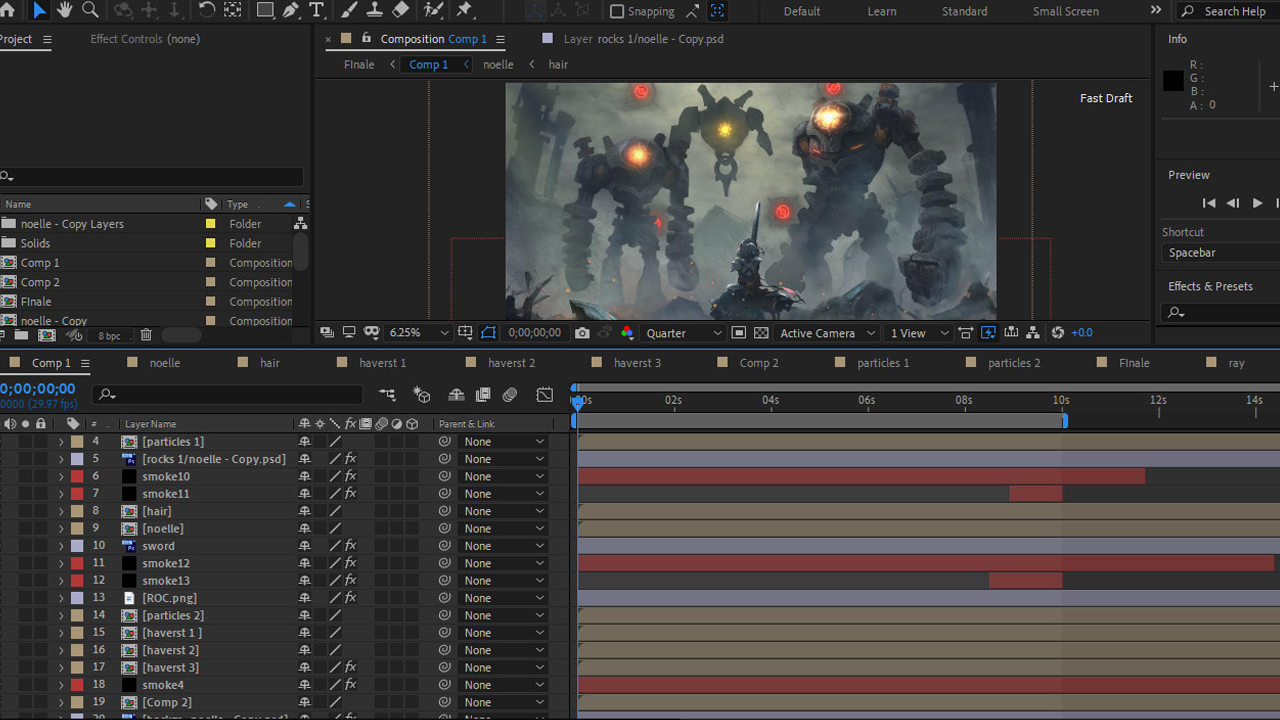 Snapping Default Learn Standard Small Screen Search Help
Project Effect Controls (none) × Composition Comp 1 Layer rocks 1/noelle - Copy.psd Info
FInale Comp 1 noelle hair
R :
G :
B :
A : 0
Fast Draft
Preview
Name Type
noelle - Copy Layers Folder
Solids Folder
Comp 1 Composition
Comp 2 Composition
FInale Composition
noelle - Copy Composition
Shortcut
Spacebar
Effects & Presets
8 bpc 6.25% 0;00;00;00 Quarter Active Camera 1 View +0.0
Comp 1 noelle hair haverst 1 haverst 2 haverst 3 Comp 2 particles 1 particles 2 FInale ray
0;00;00;00
0000 (29.97 fps)
:00s 02s 04s 06s 08s 10s 12s 14s
# Layer Name fx Parent & Link
4 [particles 1] None
5 Ps [rocks 1/noelle - Copy.psd] fx None
6 smoke10 fx None
7 smoke11 fx None
8 [hair] None
9 [noelle] None
10 Ps sword fx None
11 smoke12 fx None
12 smoke13 fx None
13 [ROC.png] fx None
14 [particles 2] None
15 [haverst 1 ] None
16 [haverst 2] None
17 [haverst 3] fx None
18 smoke4 fx None
19 [Comp 2] None